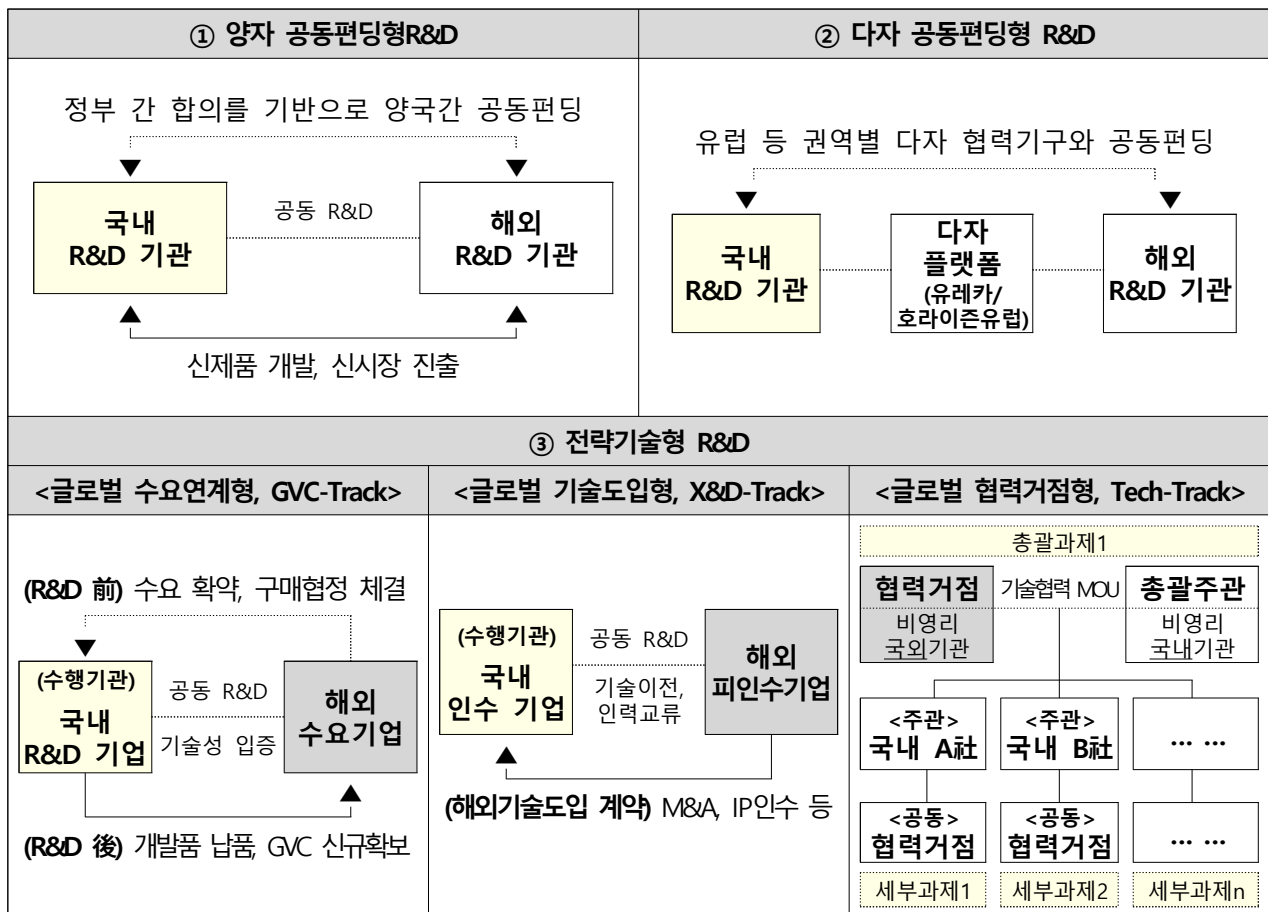 ① 양자 공동펀딩형R&D
정부 간 합의를 기반으로 양국간 공동펀딩
국내
R&D 기관
공동 R&D
해외
R&D 기관
신제품 개발, 신시장 진출
② 다자 공동펀딩형 R&D
유럽 등 권역별 다자 협력기구와 공동펀딩
국내
R&D 기관
다자
플랫폼
(유레카/
호라이즌유럽)
해외
R&D 기관
③ 전략기술형 R&D
<글로벌 수요연계형, GVC-Track>
(R&D 前) 수요 확약, 구매협정 체결
(수행기관)
국내
R&D 기업
공동 R&D
기술성 입증
해외
수요기업
(R&D 後) 개발품 납품, GVC 신규확보
<글로벌 기술도입형, X&D-Track>
(수행기관)
국내
인수 기업
공동 R&D
기술이전,
인력교류
해외
피인수기업
(해외기술도입 계약) M&A, IP인수 등
<글로벌 협력거점형, Tech-Track>
총괄과제1
협력거점
비영리
국외기관
기술협력 MOU
총괄주관
비영리
국내기관
<주관>
국내 A社
<주관>
국내 B社
... ...
<공동>
협력거점
<공동>
협력거점
... ...
세부과제1
세부과제2
세부과제n